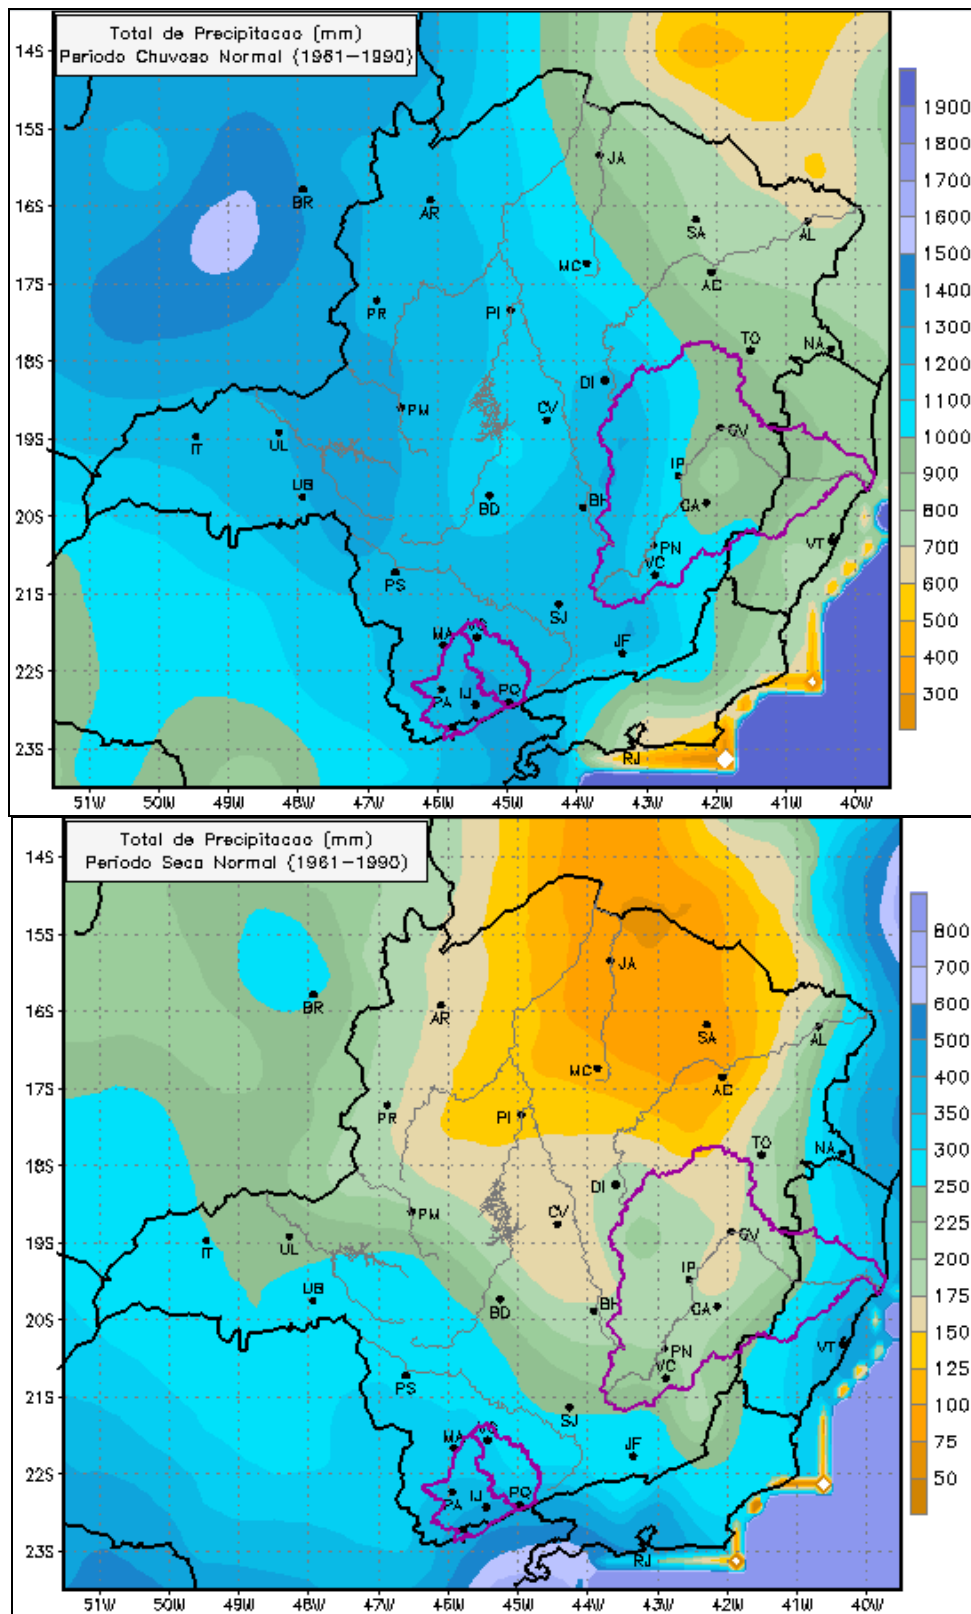 Total de Precipitacao (mm)
Periodo Chuvoso Normal (1961-1990)
14S
15S
16S
17S
18S
19S
20S
21S
22S
23S
BR
AR
JA
SA
AL
MC
AC
PR
PI
TO
NA
DI
PM
CV
GV
IT
UL
IP
UB
BD
BH
CA
VT
PN
VC
PS
SJ
MA
JF
PA
IJ
PQ
RJ
51W 50W 49W 48W 47W 46W 45W 44W 43W 42W 41W 40W
1900
1800
1700
1600
1500
1400
1300
1200
1100
1000
900
800
700
600
500
400
300
Total de Precipitacao (mm)
Periodo Seca Normal (1961-1990)
14S
15S
16S
17S
18S
19S
20S
21S
22S
23S
JA
BR
AR
SA
AL
MC
AC
PR
PI
TO
NA
DI
PM
CV
GV
IT
UL
IP
UB
BD
BH
CA
VT
PN
VC
PS
SJ
MA
JF
PA
IJ
PQ
RJ
51W 50W 49W 48W 47W 46W 45W 44W 43W 42W 41W 40W
800
700
600
500
400
350
300
250
225
200
175
150
125
100
75
50